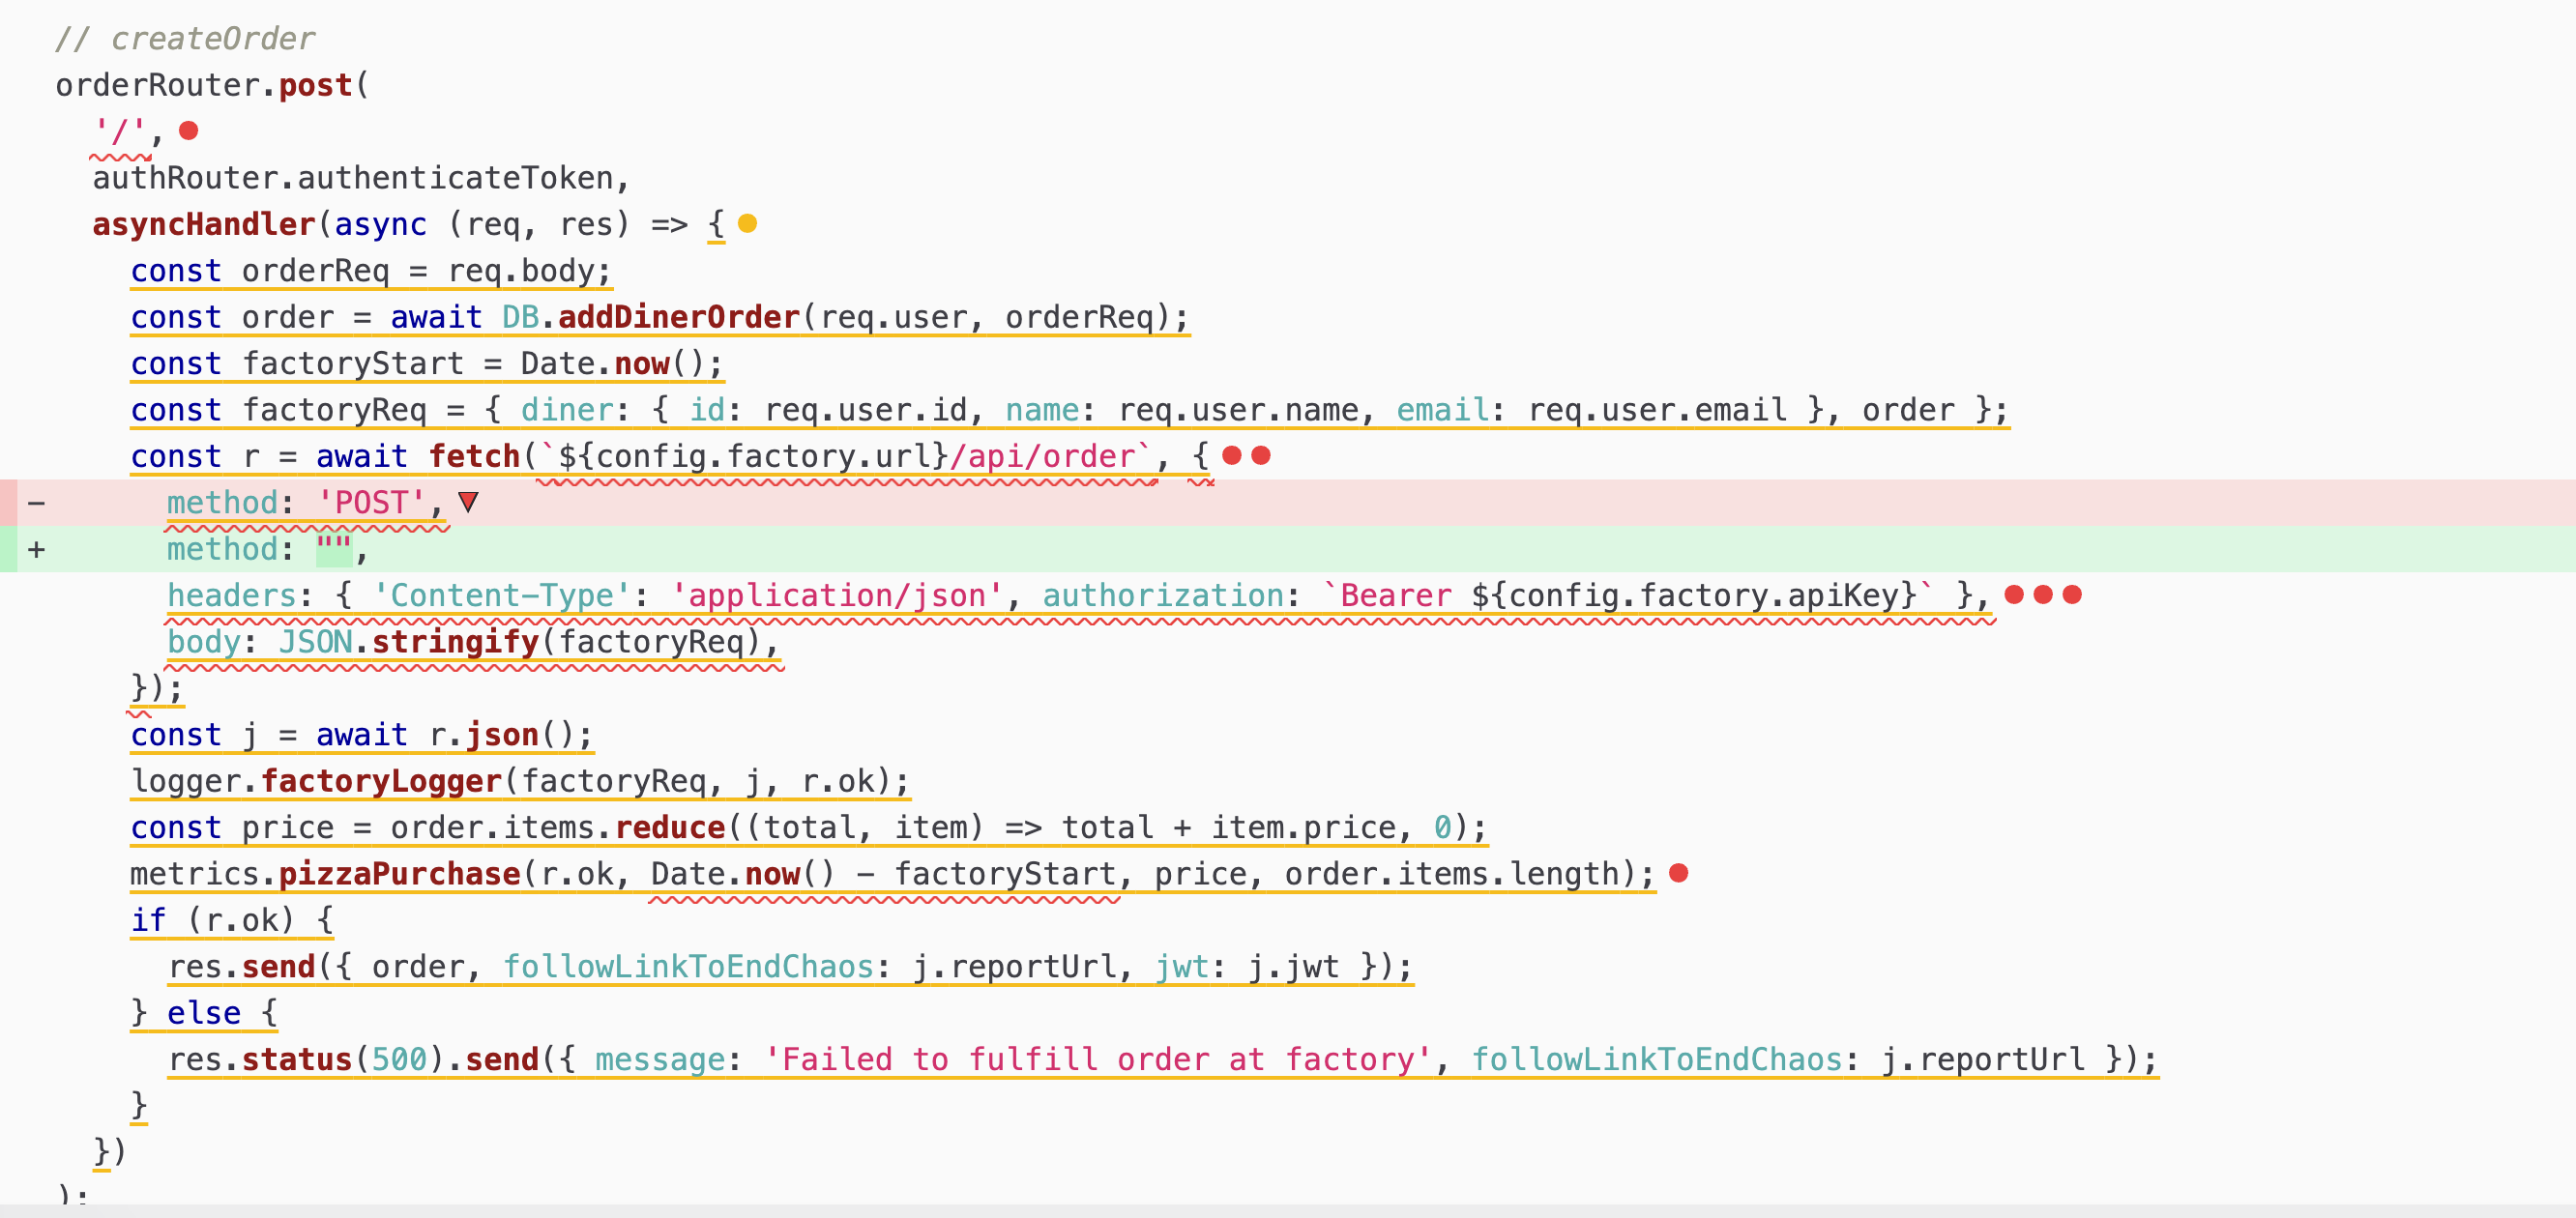 // createOrder
orderRouter.post(
  '/',
  authRouter.authenticateToken,
  asyncHandler(async (req, res) => {
    const orderReq = req.body;
    const order = await DB.addDinerOrder(req.user, orderReq);
    const factoryStart = Date.now();
    const factoryReq = { diner: { id: req.user.id, name: req.user.name, email: req.user.email }, order };
    const r = await fetch(`${config.factory.url}/api/order`, {
-      method: 'POST',
+      method: "",
      headers: { 'Content-Type': 'application/json', authorization: `Bearer ${config.factory.apiKey}` },
      body: JSON.stringify(factoryReq),
    });
    const j = await r.json();
    logger.factoryLogger(factoryReq, j, r.ok);
    const price = order.items.reduce((total, item) => total + item.price, 0);
    metrics.pizzaPurchase(r.ok, Date.now() - factoryStart, price, order.items.length);
    if (r.ok) {
      res.send({ order, followLinkToEndChaos: j.reportUrl, jwt: j.jwt });
    } else {
      res.status(500).send({ message: 'Failed to fulfill order at factory', followLinkToEndChaos: j.reportUrl });
    }
  })
);